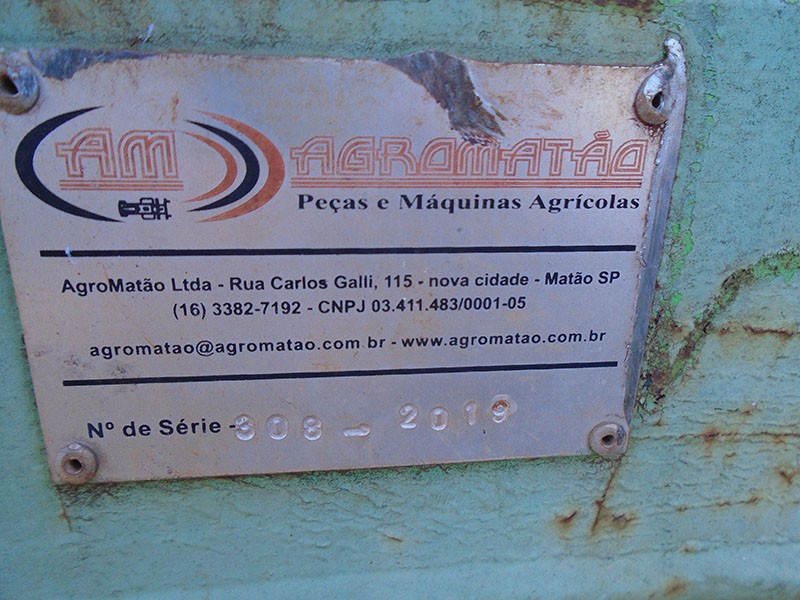 AM AGROMATÃO
Peças e Máquinas Agrícolas
AgroMatão Ltda - Rua Carlos Galli, 115 - nova cidade - Matão SP
(16) 3382-7192 - CNPJ 03.411.483/0001-05
agromatao@agromatao.com br - www.agromatao.com.br
Nº de Série - 308 - 2019